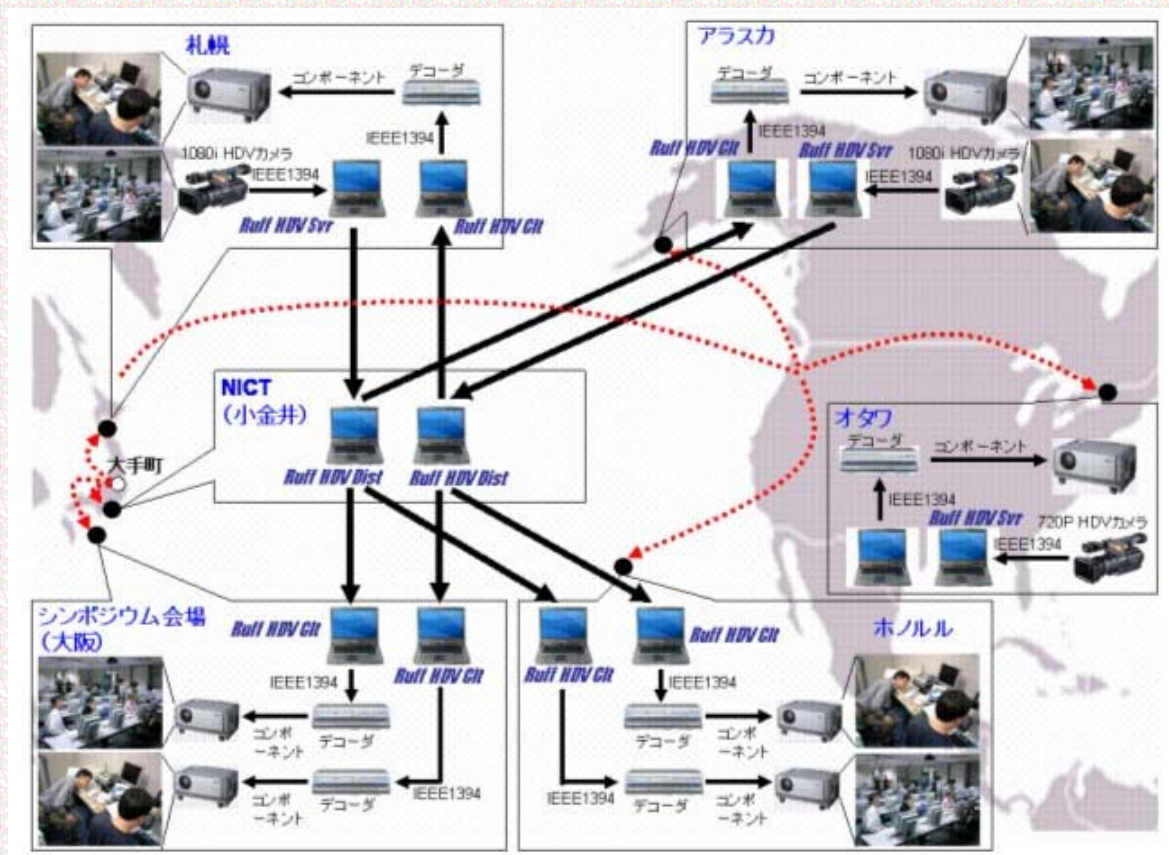 札幌
コンポーネント
デコーダ
IEEE1394
1080i HDVカメラ
IEEE1394
Ruff HDV Svr
Ruff HDV Clt
アラスカ
デコーダ
コンポーネント
IEEE1394
Ruff HDV Clt
Ruff HDV Svr
1080i HDVカメラ
IEEE1394
NICT
(小金井)
Ruff HDV Dist
Ruff HDV Dist
大手町
オタワ
デコーダ
コンポーネント
IEEE1394
Ruff HDV Svr
720P HDVカメラ
IEEE1394
シンポジウム会場
(大阪)
Ruff HDV Clt
Ruff HDV Clt
IEEE1394
コンポ
ーネント
デコーダ
コンポ
ーネント
デコーダ
IEEE1394
ホノルル
Ruff HDV Clt
Ruff HDV Clt
IEEE1394
デコーダ
コンポ
ーネント
IEEE1394
デコーダ
コンポ
ーネント